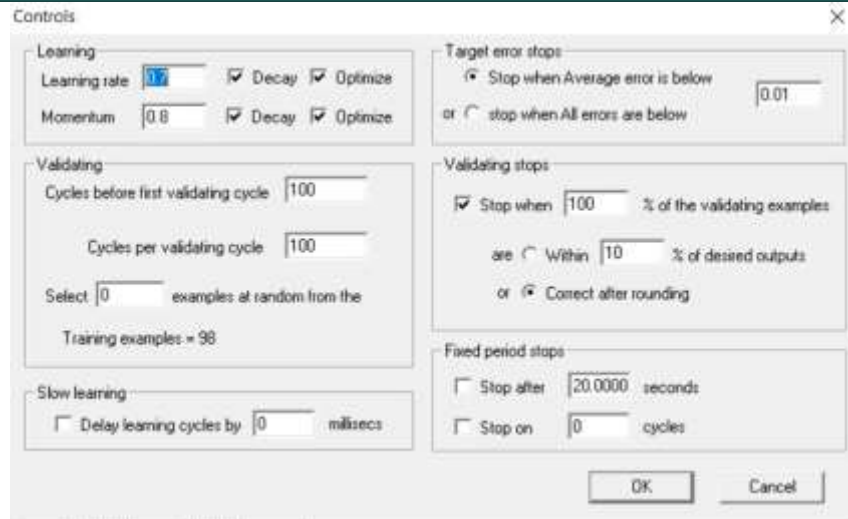 Controls
Learning
Learning rate 0.7 Decay Optimize
Momentum 0.8 Decay Optimize
Validating
Cycles before first validating cycle 100
Cycles per validating cycle 100
Select 0 examples at random from the
Training examples = 98
Slow learning
Delay learning cycles by 0 millisecs
Target error stops
Stop when Average error is below
or stop when All errors are below
0.01
Validating stops
Stop when 100 % of the validating examples
are Within 10 % of desired outputs
or Correct after rounding
Fixed period stops
Stop after 20.0000 seconds
Stop on 0 cycles
OK Cancel